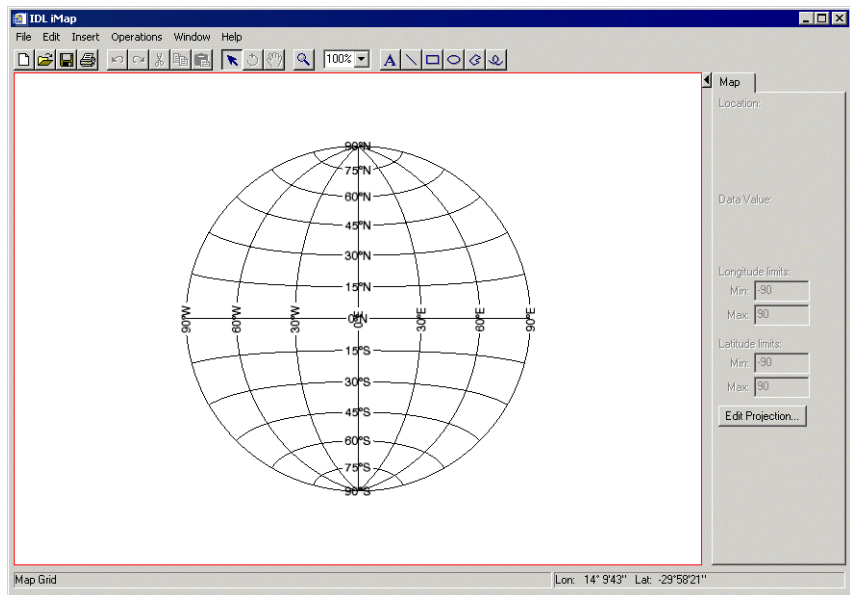 IDL iMap
File Edit Insert Operations Window Help
100%
A
Map
Location:
Data Value:
Longitude limits:
Min: -90
Max: 90
Latitude limits:
Min: -90
Max: 90
Edit Projection...
90°N
75°N
60°N
45°N
30°N
15°N
90°W 60°W 30°W 0°N 30°E 60°E 90°E
15°S
30°S
45°S
60°S
75°S
90°S
Map Grid
Lon: 14° 9'43" Lat: -29°58'21"